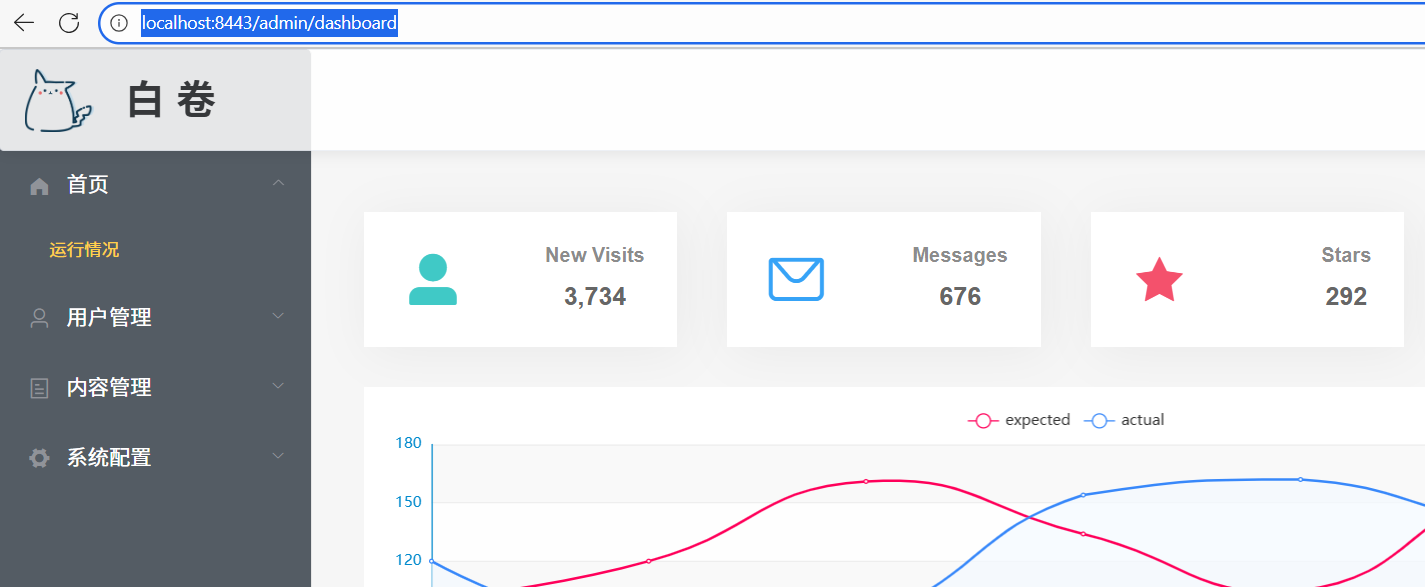 localhost:8443/admin/dashboard
白 卷
首页
运行情况
用户管理
内容管理
系统配置
New Visits
3,734
Messages
676
Stars
292
expected
actual
180
150
120